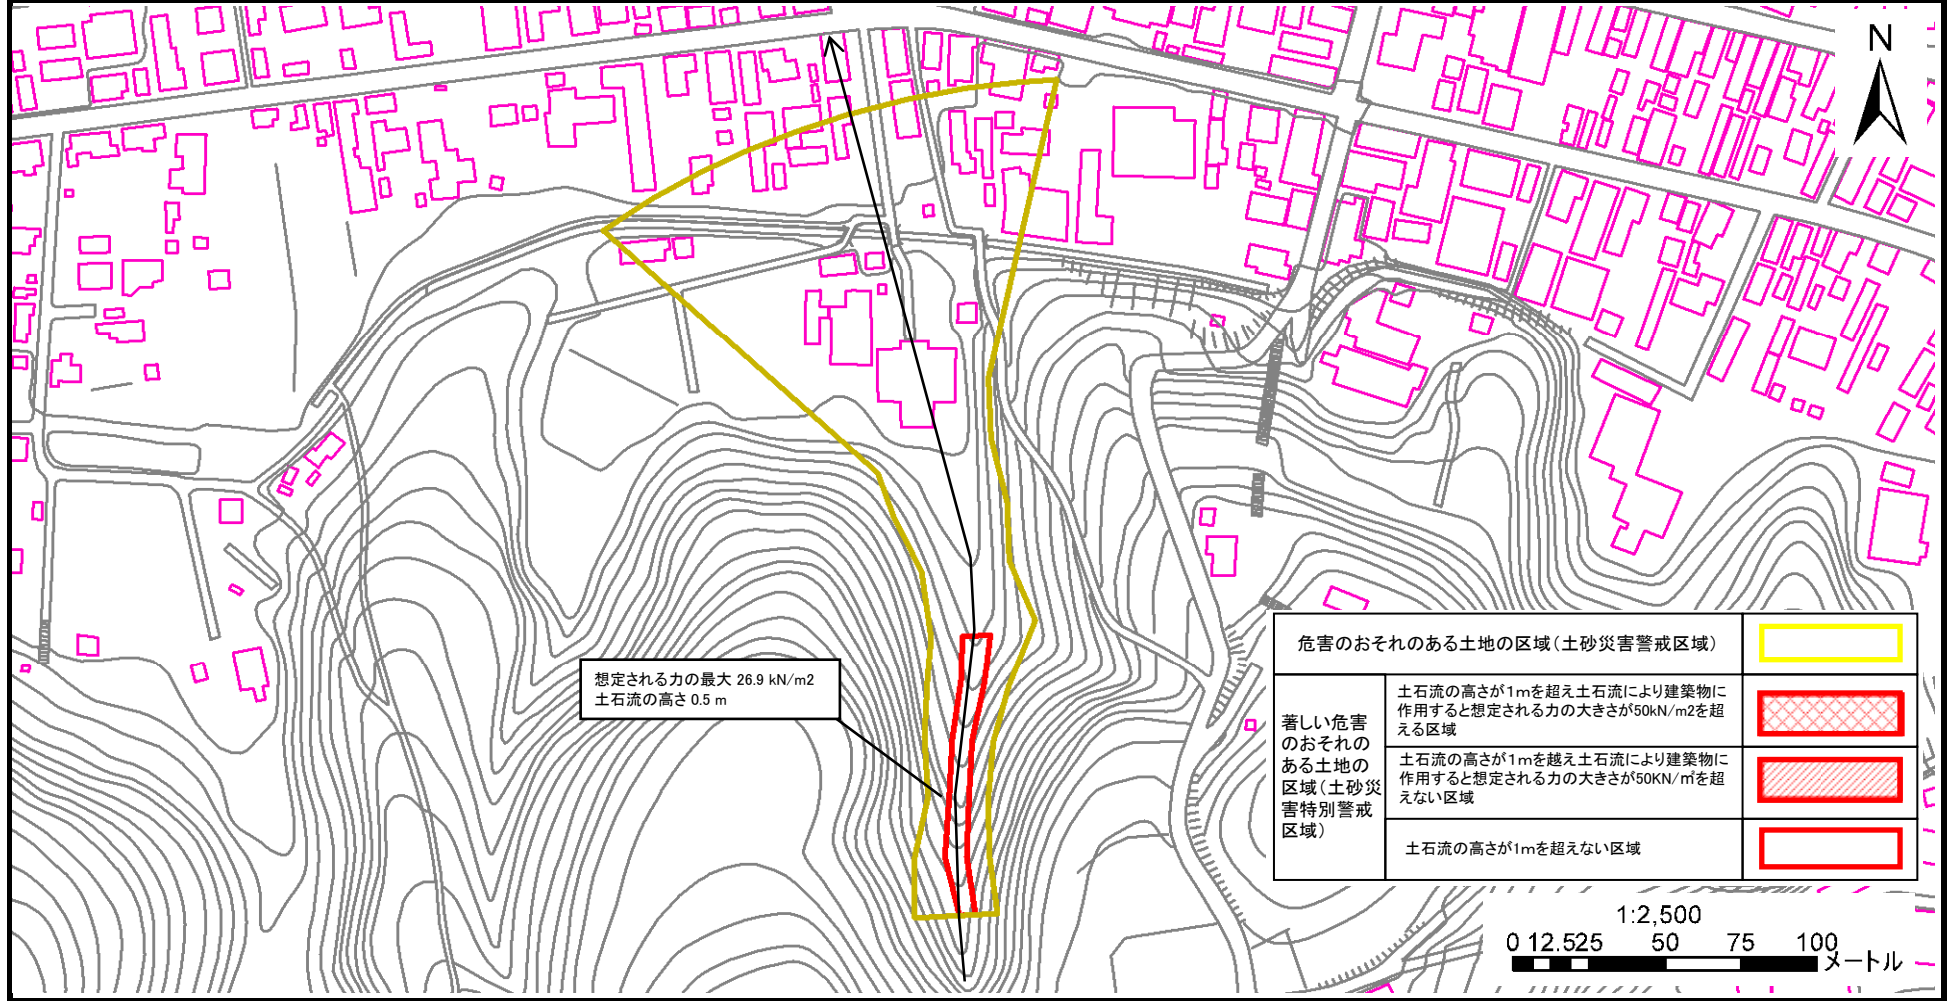 N
想定される力の最大 26.9 kN/m2
土石流の高さ 0.5 m
危害のおそれのある土地の区域(土砂災害警戒区域)
著しい危害
のおそれの
ある土地の
区域(土砂災
害特別警戒
区域)
土石流の高さが1mを超え土石流により建築物に
作用すると想定される力の大きさが50kN/m2を超
える区域
土石流の高さが1mを越え土石流により建築物に
作用すると想定される力の大きさが50KN/㎡を超
えない区域
土石流の高さが1mを超えない区域
1:2,500
0 12.525 50 75 100
メートル